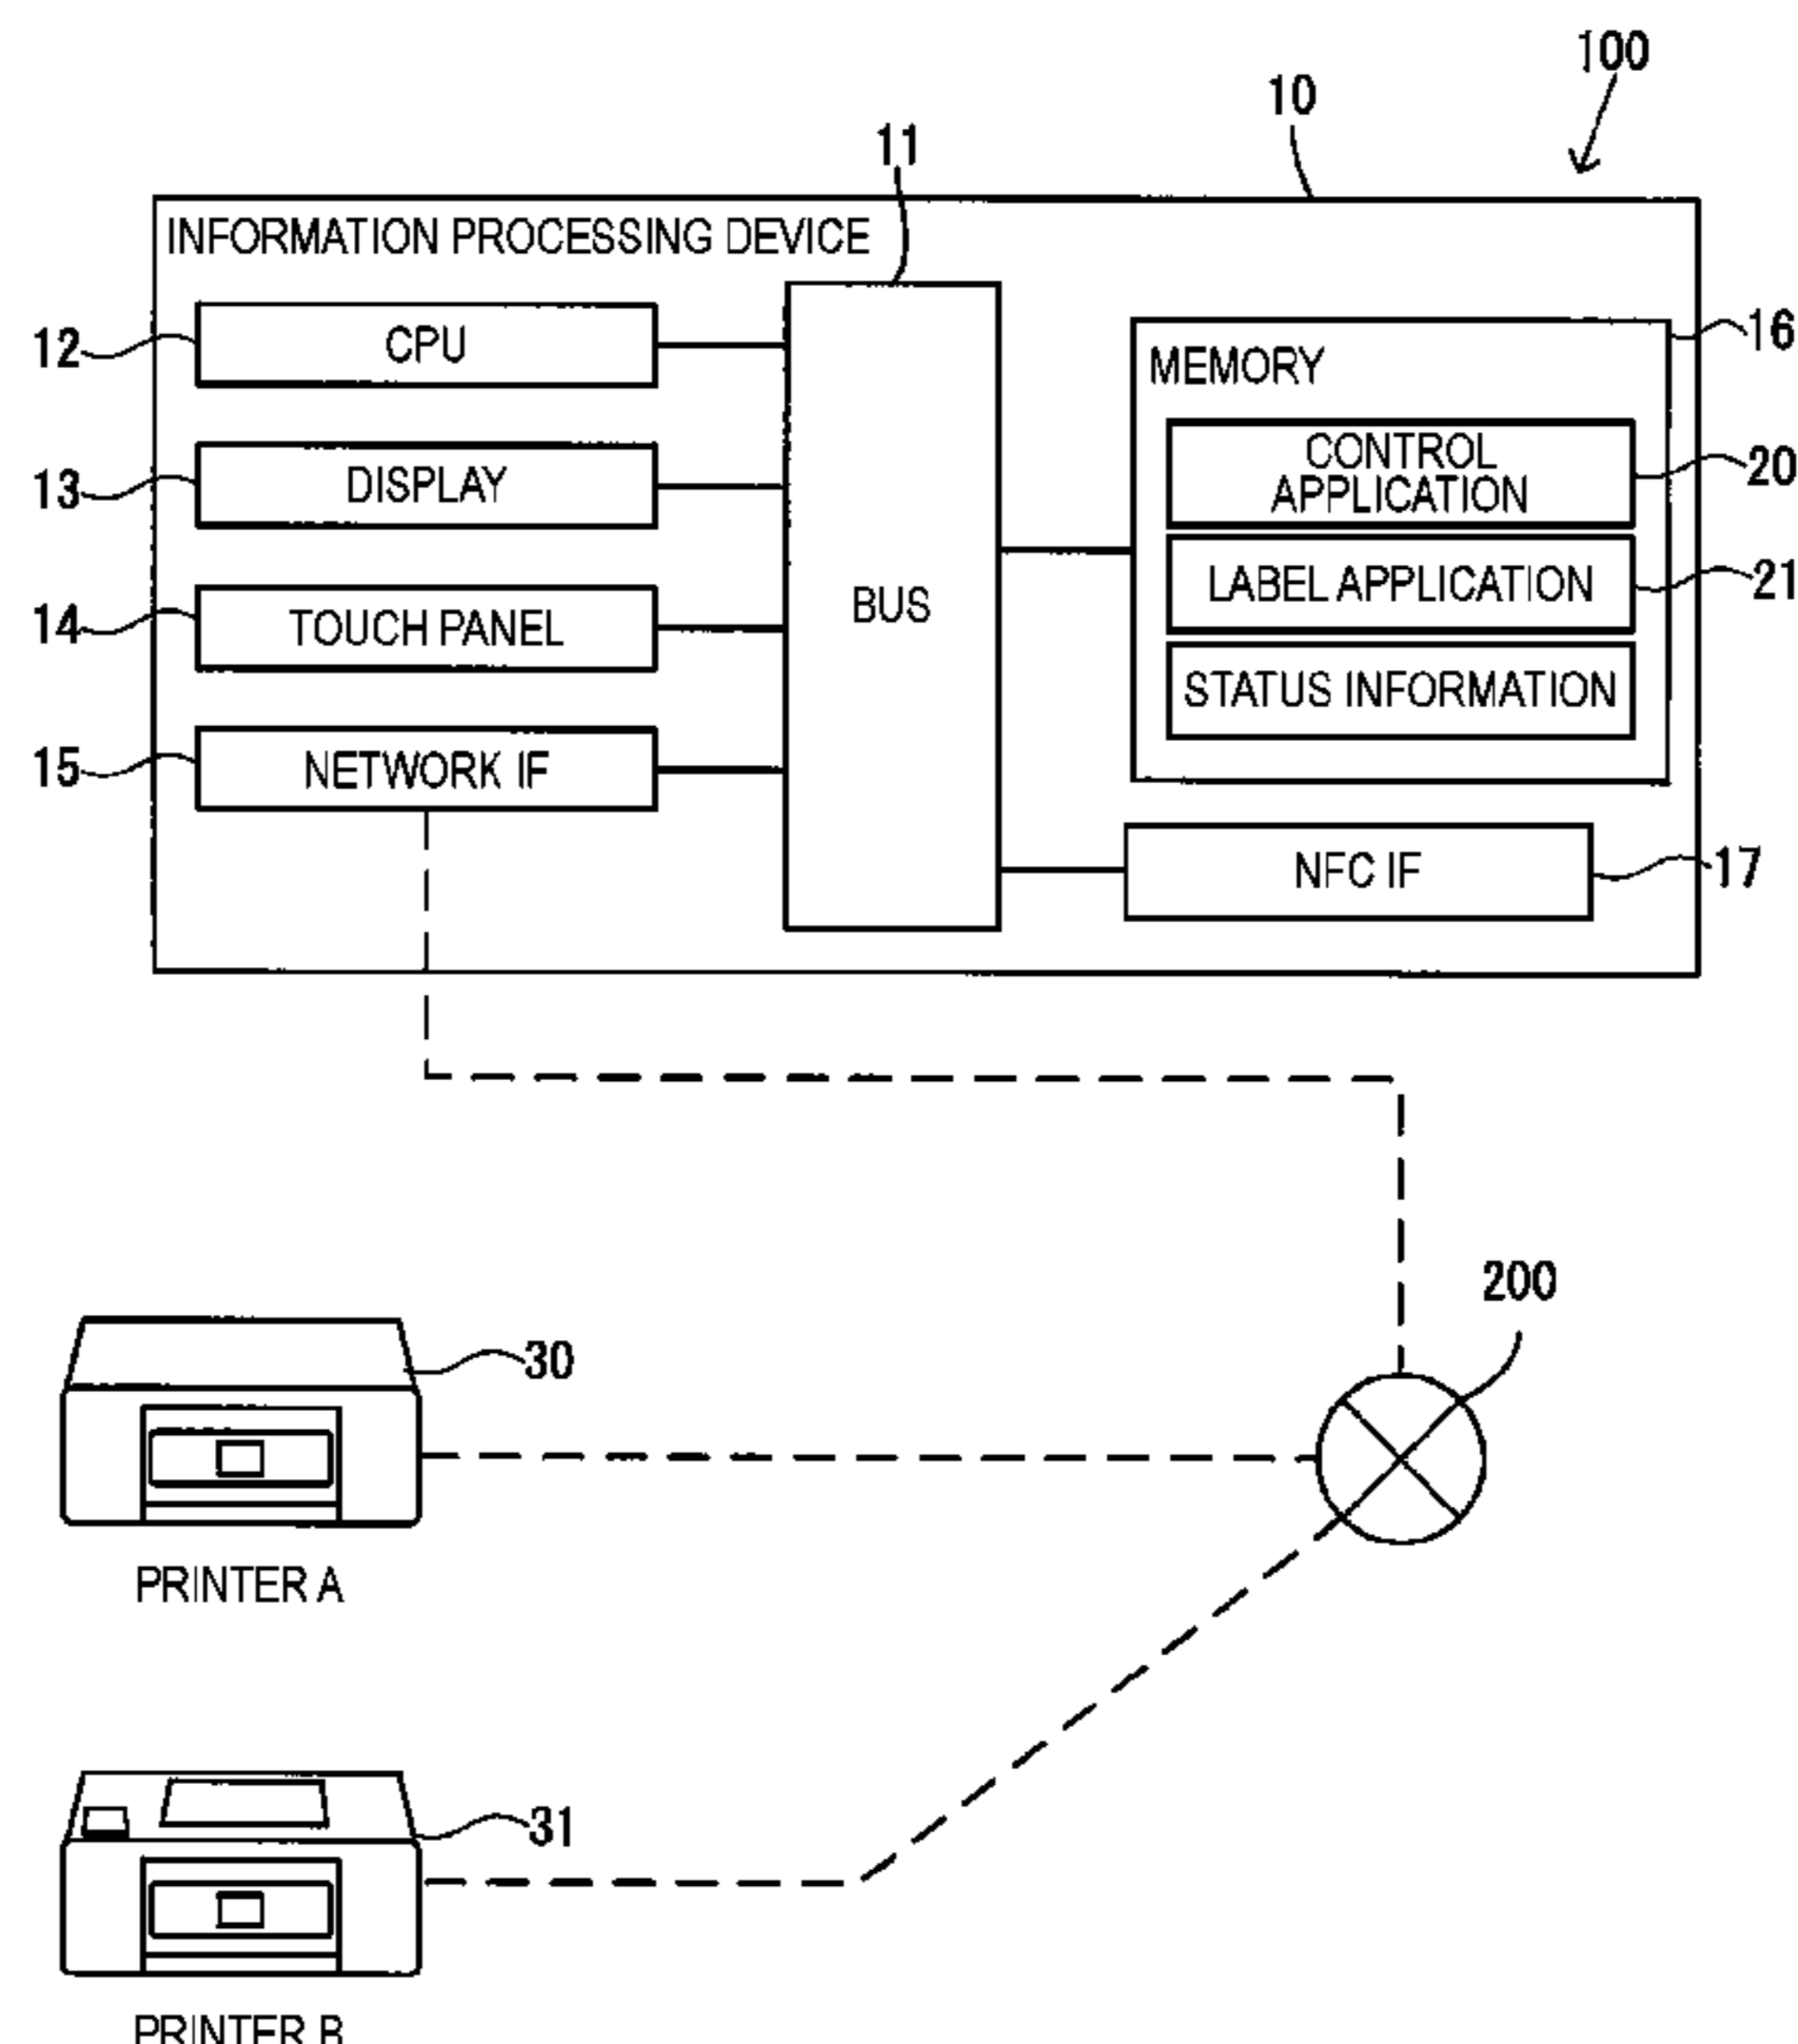 100
10
11
INFORMATION PROCESSING DEVICE
12
CPU
16
MEMORY
13
DISPLAY
CONTROL
APPLICATION
20
14
TOUCH PANEL
BUS
LABEL APPLICATION
21
STATUS INFORMATION
15
NETWORK IF
NFC IF
17
200
30
PRINTER A
31
PRINTER B